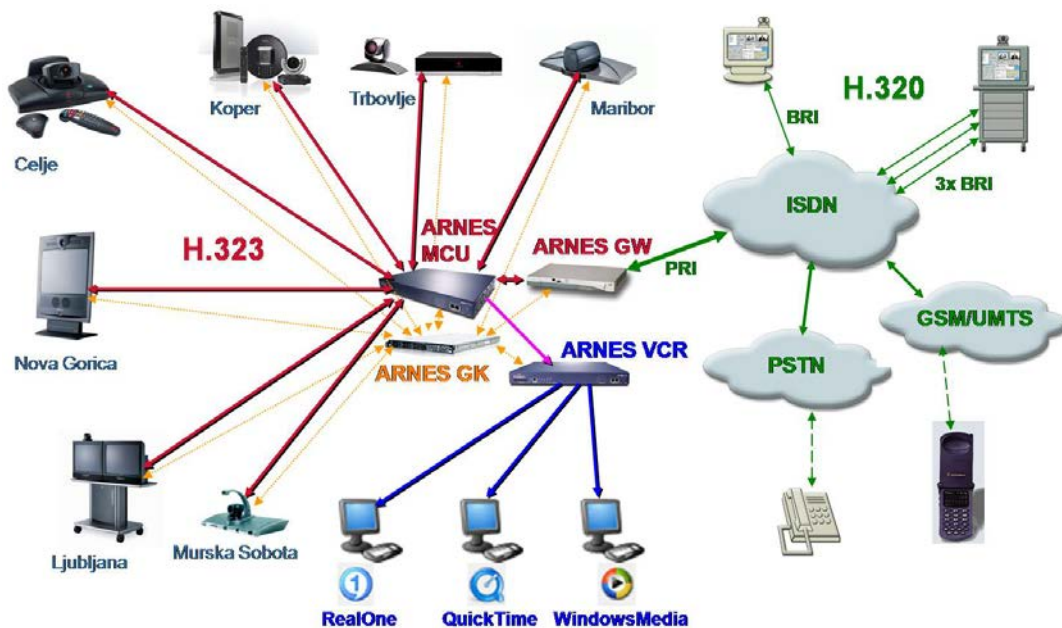 Koper
Trbovlje
Maribor
Celje
H.320
BRI
3x BRI
ISDN
H.323
ARNES
MCU
ARNES GW
PRI
Nova Gorica
ARNES GK
ARNES VCR
PSTN
GSM/UMTS
Ljubljana
Murska Sobota
1
RealOne
QuickTime
WindowsMedia